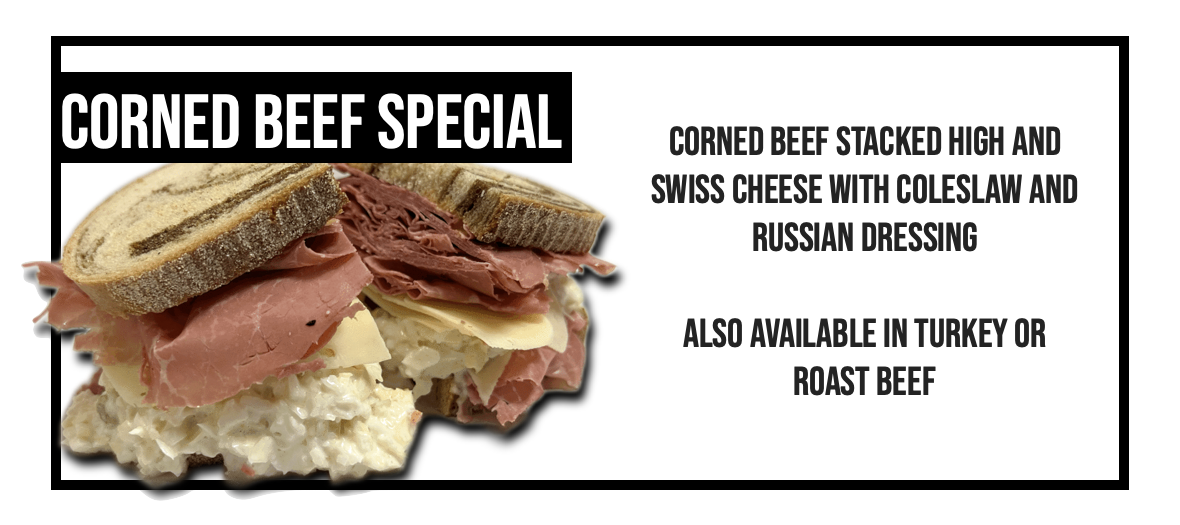 CORNED BEEF SPECIAL
CORNED BEEF STACKED HIGH AND
SWISS CHEESE WITH COLESLAW AND
RUSSIAN DRESSING
ALSO AVAILABLE IN TURKEY OR
ROAST BEEF